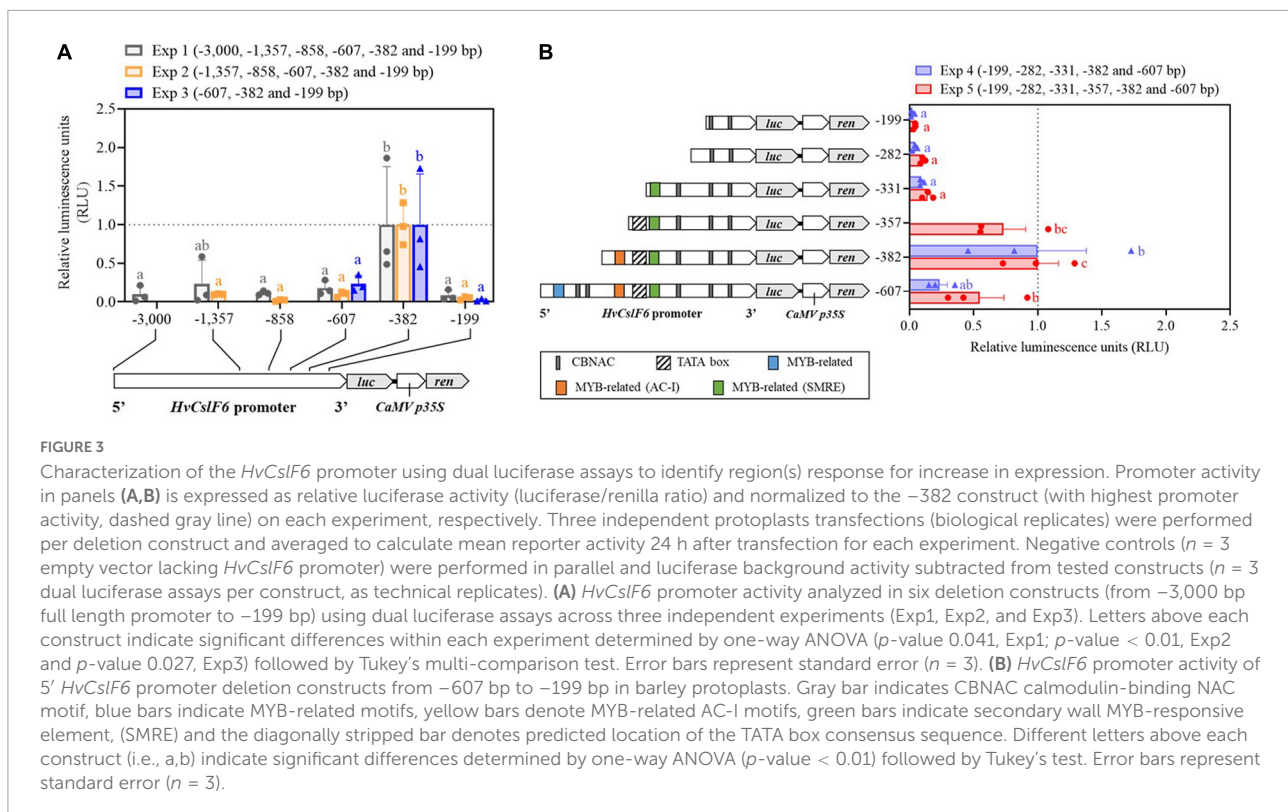 A
Exp 1 (-3,000, -1,357, -858, -607, -382 and -199 bp)
Exp 2 (-1,357, -858, -607, -382 and -199 bp)
Exp 3 (-607, -382 and -199 bp)
Relative luminescence units
(RLU)
2.5
2.0
1.5
1.0
0.5
0.0
a ab a a a a a a b b b a a a
-3,000 -1,357 -858 -607 -382 -199
luc ren
5’ HvCslF6 promoter 3’ CaMV p35S
B
Exp 4 (-199, -282, -331, -382 and -607 bp)
Exp 5 (-199, -282, -331, -357, -382 and -607 bp)
luc ren -199 a
a
luc ren -282 a
a
luc ren -331 a
a
luc ren -357 bc
luc ren -382 b
c
luc ren -607 ab
b
5’ HvCslF6 promoter 3’ CaMV p35S
0.0 0.5 1.0 1.5 2.0 2.5
Relative luminescence units (RLU)
CBNAC TATA box MYB-related
MYB-related (AC-I) MYB-related (SMRE)
FIGURE 3
Characterization of the HvCslF6 promoter using dual luciferase assays to identify region(s) response for increase in expression. Promoter activity
in panels (A,B) is expressed as relative luciferase activity (luciferase/renilla ratio) and normalized to the −382 construct (with highest promoter
activity, dashed gray line) on each experiment, respectively. Three independent protoplasts transfections (biological replicates) were performed
per deletion construct and averaged to calculate mean reporter activity 24 h after transfection for each experiment. Negative controls (n = 3
empty vector lacking HvCslF6 promoter) were performed in parallel and luciferase background activity subtracted from tested constructs (n = 3
dual luciferase assays per construct, as technical replicates). (A) HvCslF6 promoter activity analyzed in six deletion constructs (from −3,000 bp
full length promoter to −199 bp) using dual luciferase assays across three independent experiments (Exp1, Exp2, and Exp3). Letters above each
construct indicate significant differences within each experiment determined by one-way ANOVA (p-value 0.041, Exp1; p-value < 0.01, Exp2
and p-value 0.027, Exp3) followed by Tukey’s multi-comparison test. Error bars represent standard error (n = 3). (B) HvCslF6 promoter activity of
5′ HvCslF6 promoter deletion constructs from −607 bp to −199 bp in barley protoplasts. Gray bar indicates CBNAC calmodulin-binding NAC
motif, blue bars indicate MYB-related motifs, yellow bars denote MYB-related AC-I motifs, green bars indicate secondary wall MYB-responsive
element, (SMRE) and the diagonally stripped bar denotes predicted location of the TATA box consensus sequence. Different letters above each
construct (i.e., a,b) indicate significant differences determined by one-way ANOVA (p-value < 0.01) followed by Tukey’s test. Error bars represent
standard error (n = 3).